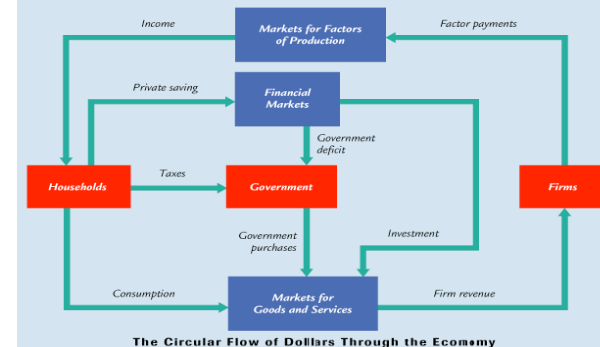 Income
Markets for Factors
of Production
Factor payments
Private saving
Financial
Markets
Government
deficit
Households
Taxes
Government
Firms
Government
purchases
Investment
Consumption
Markets for
Goods and Services
Firm revenue
The Circular Flow of Dollars Through the Economy